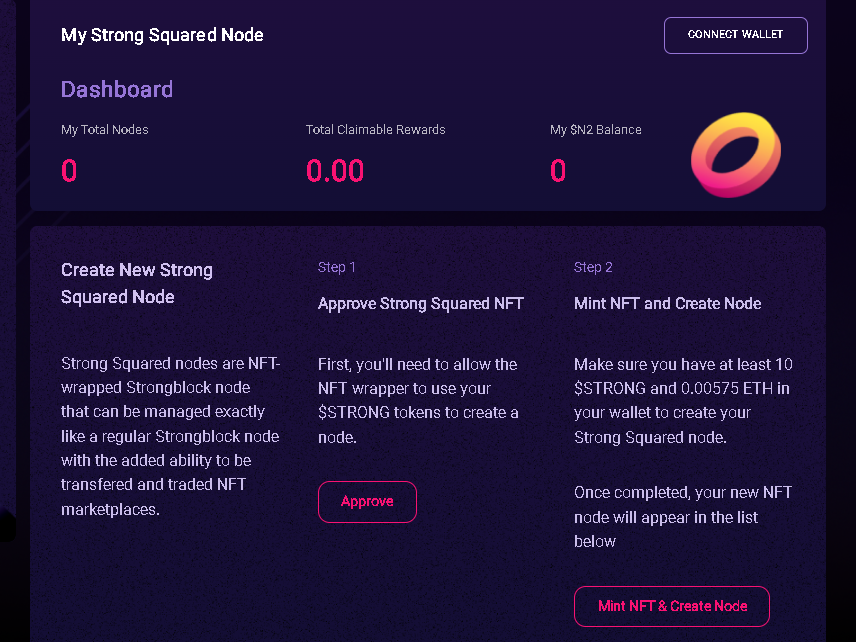 My Strong Squared Node
CONNECT WALLET
Dashboard
My Total Nodes
0
Total Claimable Rewards
0.00
My $N2 Balance
0
Create New Strong
Squared Node
Strong Squared nodes are NFT-
wrapped Strongblock node
that can be managed exactly
like a regular Strongblock node
with the added ability to be
transfered and traded NFT
marketplaces.
Step 1
Approve Strong Squared NFT
First, you'll need to allow the
NFT wrapper to use your
$STRONG tokens to create a
node.
Approve
Step 2
Mint NFT and Create Node
Make sure you have at least 10
$STRONG and 0.00575 ETH in
your wallet to create your
Strong Squared node.
Once completed, your new NFT
node will appear in the list
below
Mint NFT & Create Node